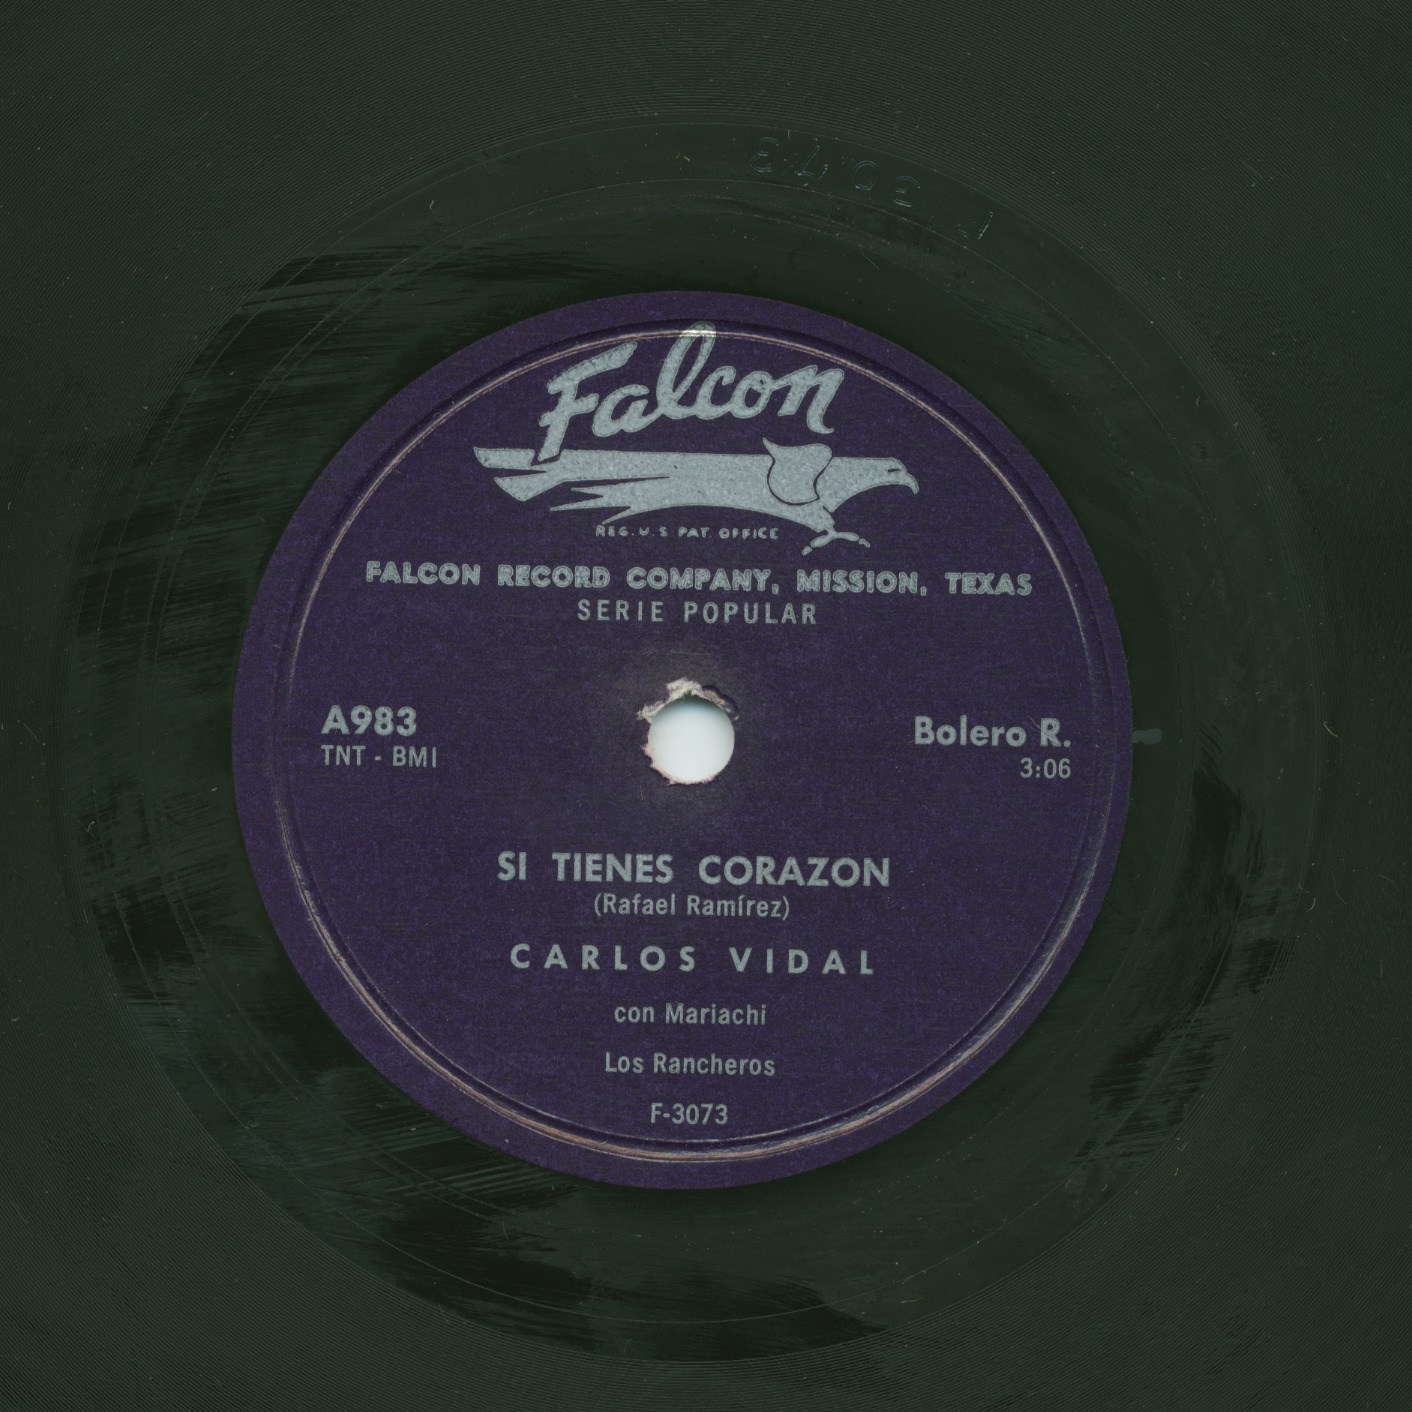 3073
Falcon
REG. U.S. PAT. OFFICE
FALCON RECORD COMPANY, MISSION, TEXAS
SERIE POPULAR
A983
TNT - BMI
Bolero R.
3:06
SI TIENES CORAZON
(Rafael Ramírez)
CARLOS VIDAL
con Mariachi
Los Rancheros
F-3073